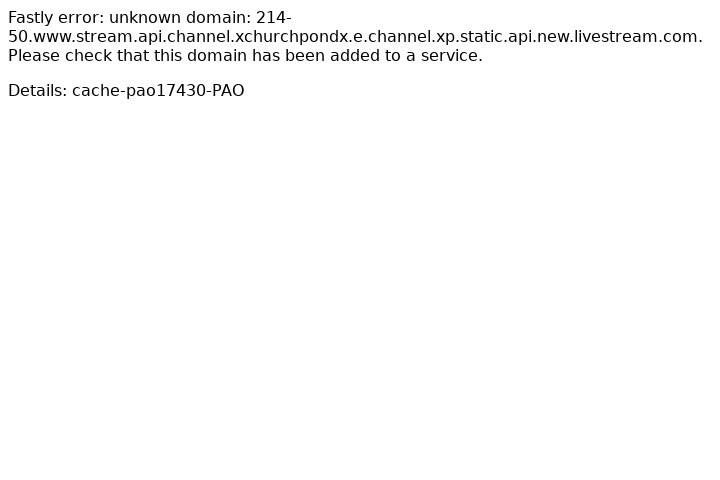 Fastly error: unknown domain: 214-
50.www.stream.api.channel.xchurchpondx.e.channel.xp.static.api.new.livestream.com.
Please check that this domain has been added to a service.
Details: cache-pao17430-PAO